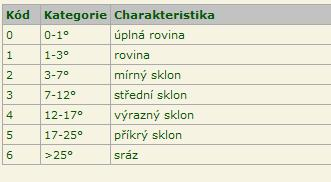 Kód Kategorie Charakteristika
0 0-1° úplná rovina
1 1-3° rovina
2 3-7° mírný sklon
3 7-12° střední sklon
4 12-17° výrazný sklon
5 17-25° příkrý sklon
6 >25° sráz